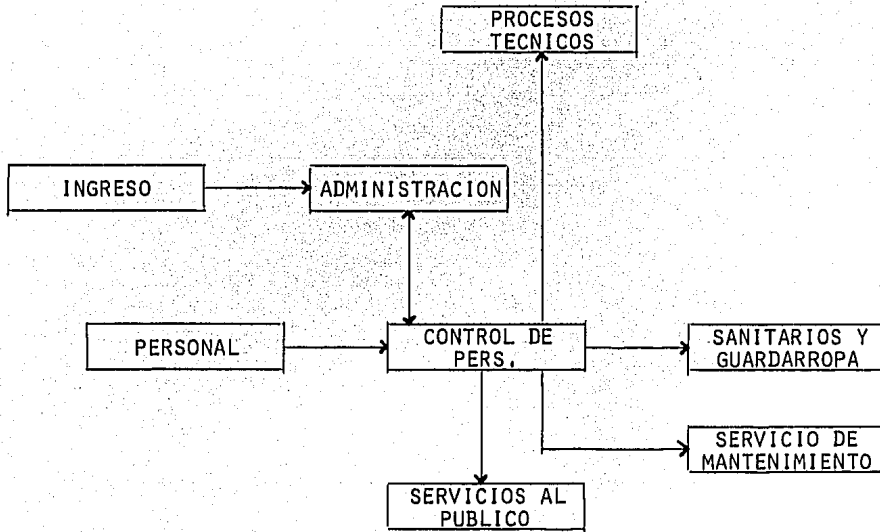 PROCESOS
TECNICOS
INGRESO
ADMINISTRACION
PERSONAL
CONTROL DE
PERS.
SANITARIOS Y
GUARDARROPA
SERVICIO DE
MANTENIMIENTO
SERVICIOS AL
PUBLICO